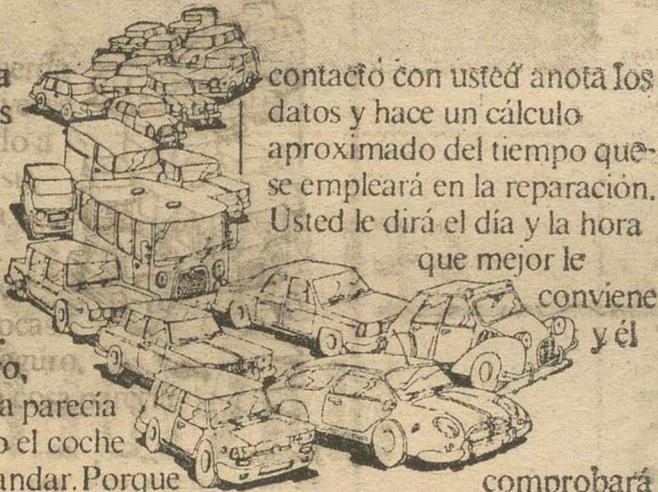 a
s
o,
a parecía
o el coche
andar. Porque
contacto con usted anota los
datos y hace un cálculo
aproximado del tiempo que
se empleará en la reparación.
Usted le dirá el día y la hora
que mejor le
conviene
y él
comprobará